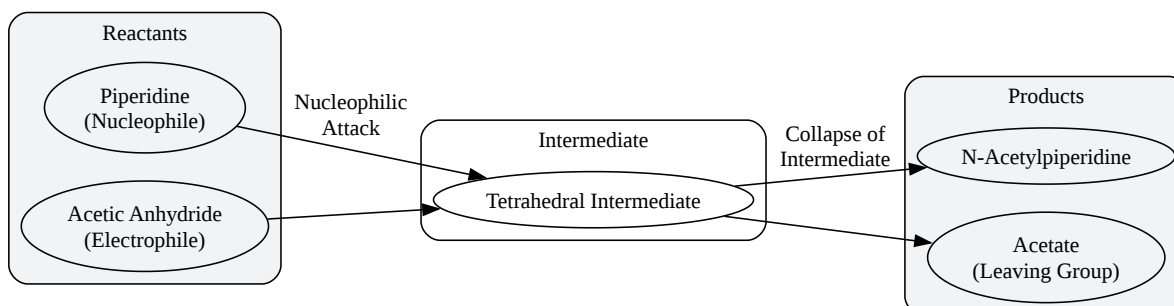 Reactants
Piperidine
(Nucleophile)
Acetic Anhydride
(Electrophile)
Nucleophilic
Attack
Intermediate
Tetrahedral Intermediate
Collapse of
Intermediate
Products
N-Acetylpiperidine
Acetate
(Leaving Group)